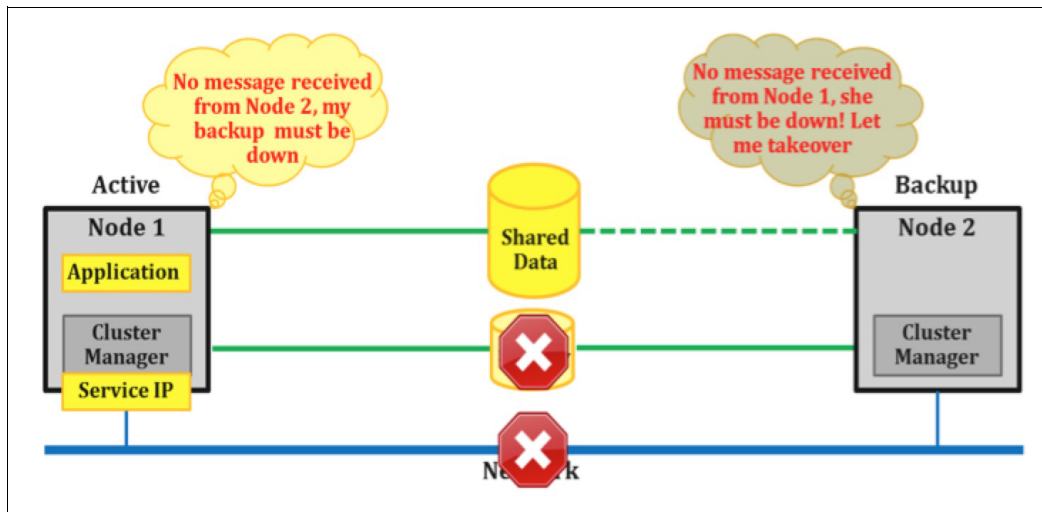 No message received
from Node 2, my
backup must be
down
No message received
from Node 1, she
must be down! Let
me takeover
Active
Backup
Node 1
Shared
Data
Node 2
Application
Cluster
Manager
Cluster
Manager
Service IP